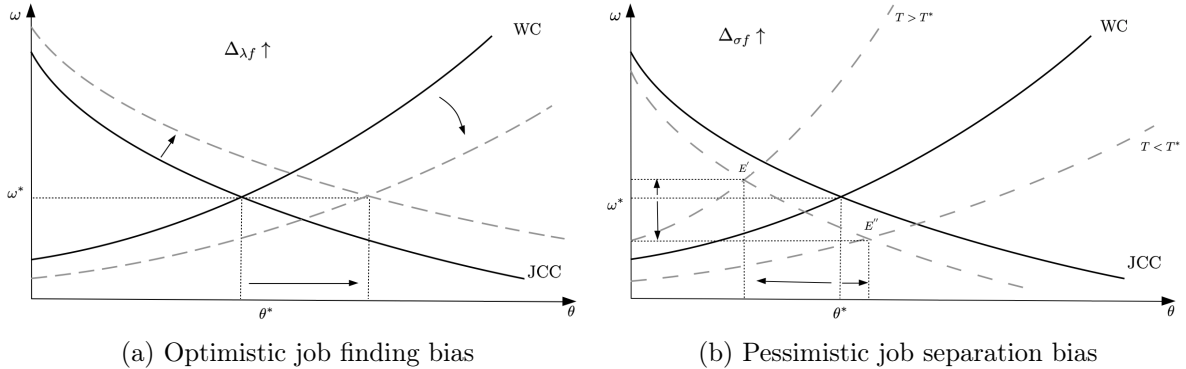 ω
Δλf ↑
WC
ω*
JCC
θ*
θ
(a) Optimistic job finding bias
ω
Δσf ↑
T > T*
WC
T < T*
E′
ω*
E′′
JCC
θ*
θ
(b) Pessimistic job separation bias